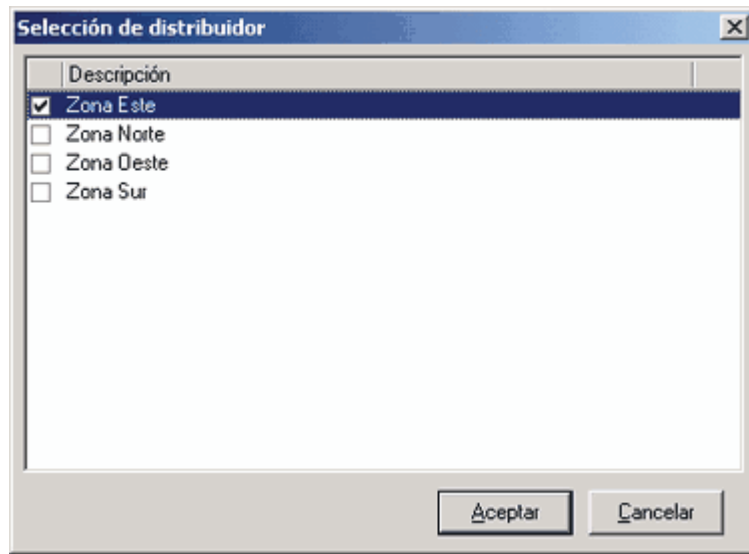 Selección de distribuidor
Descripción
Zona Este
Zona Norte
Zona Oeste
Zona Sur
Aceptar Cancelar